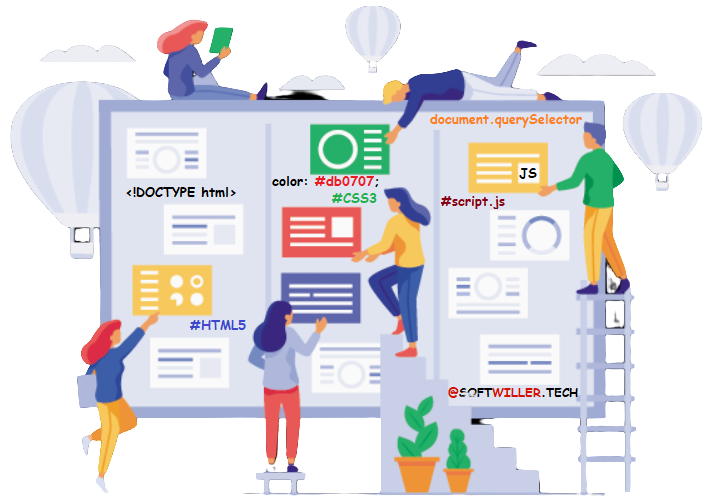 document.querySelector
JS
<!DOCTYPE html>
color: #db0707;
#CSS3
#script.js
#HTML5
@SOFTWILLER.TECH